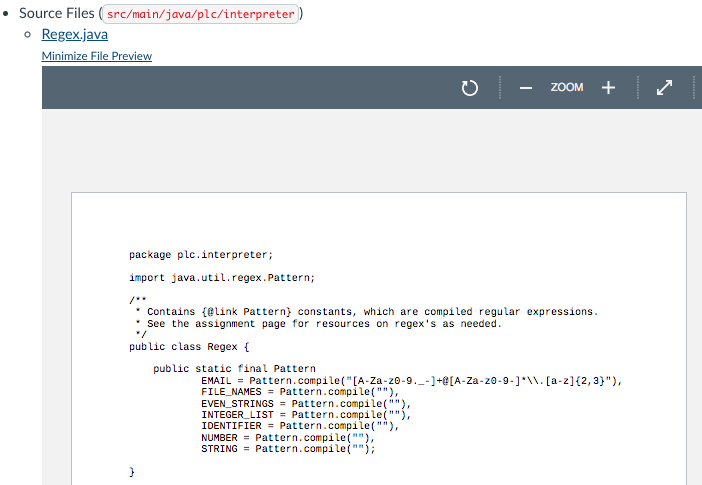 Source Files (src/main/java/plc/interpreter)
Regex.java
Minimize File Preview
ZOOM
package plc.interpreter;
import java.util.regex.Pattern;
/**
* Contains {@link Pattern} constants, which are compiled regular expressions.
* See the assignment page for resources on regex's as needed.
*/
public class Regex {
public static final Pattern
EMAIL = Pattern.compile("[A-Za-z0-9._-]+@[A-Za-z0-9-]*\\.[a-z]{2,3}"),
FILE_NAMES = Pattern.compile(""),
EVEN_STRINGS = Pattern.compile(""),
INTEGER_LIST = Pattern.compile(""),
IDENTIFIER = Pattern.compile(""),
NUMBER = Pattern.compile(""),
STRING = Pattern.compile("");
}